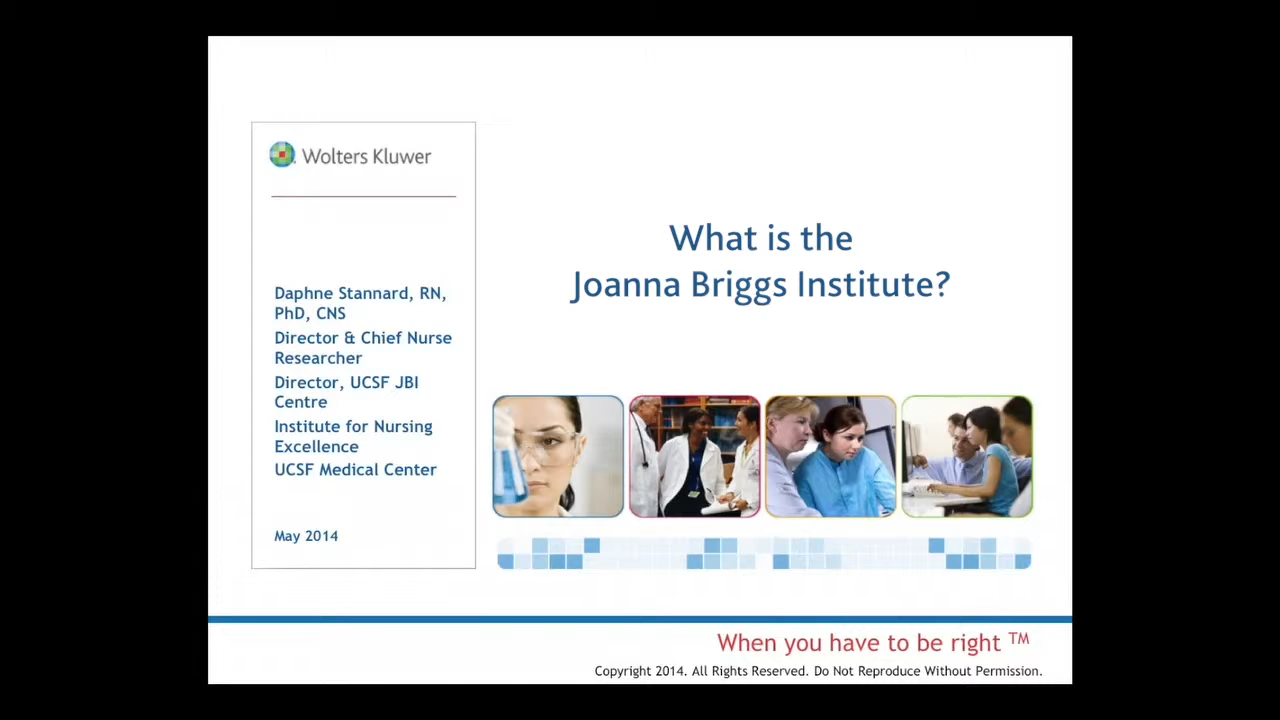 Wolters Kluwer
What is the
Joanna Briggs Institute?
Daphne Stannard, RN,
PhD, CNS
Director & Chief Nurse
Researcher
Director, UCSF JBI
Centre
Institute for Nursing
Excellence
UCSF Medical Center
May 2014
When you have to be right ™
Copyright 2014. All Rights Reserved. Do Not Reproduce Without Permission.